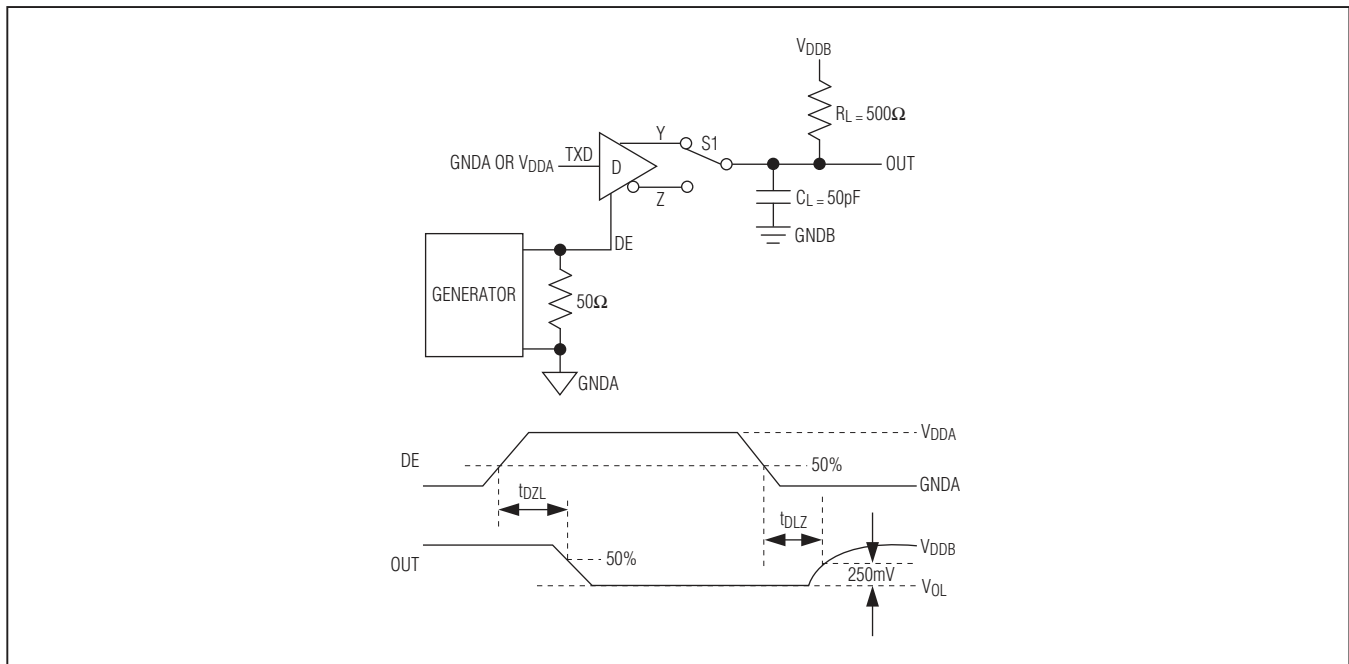 VDDB
RL = 500Ω
Y
S1
GNDA OR VDDA
TXD
D
OUT
Z
CL = 50pF
GNDB
DE
GENERATOR
50Ω
GNDA
VDDA
DE
50%
GNDA
tDZL
tDLZ
VDDB
OUT
50%
250mV
VOL